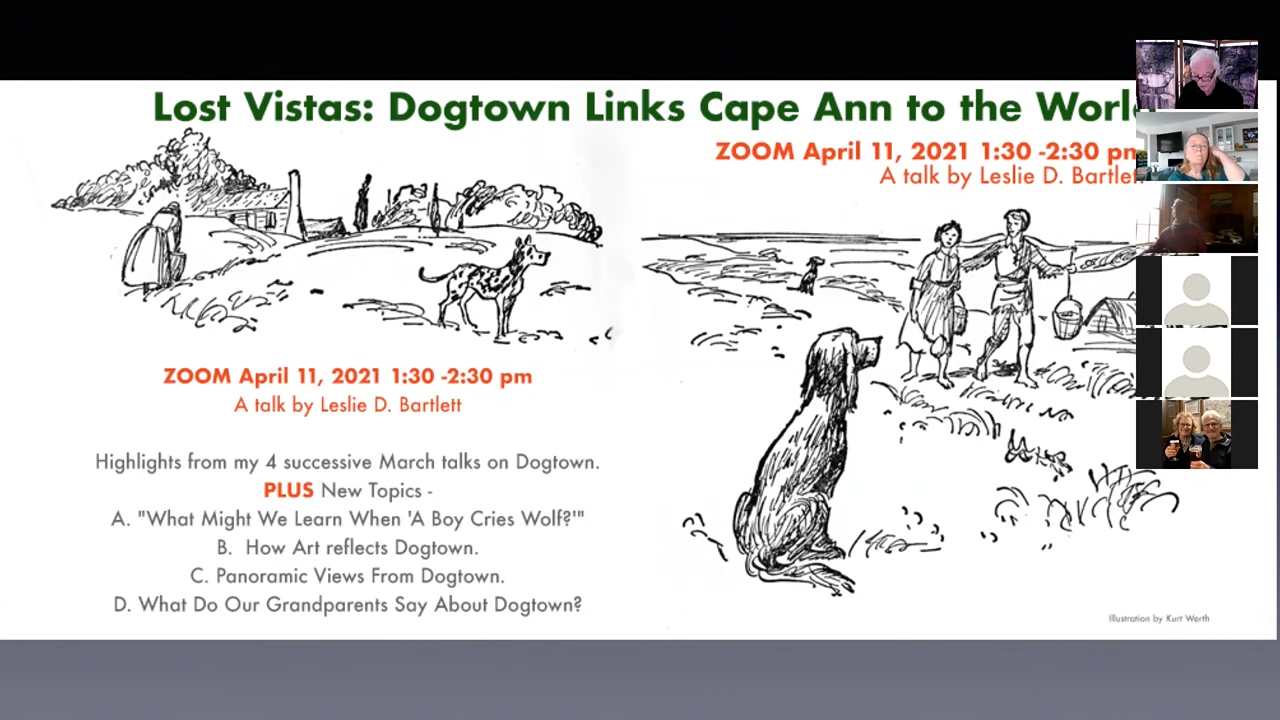 Lost Vistas: Dogtown Links Cape Ann to the Worl
ZOOM April 11, 2021 1:30 -2:30 pm
A talk by Leslie D. Bartlett
ZOOM April 11, 2021 1:30 -2:30 pm
A talk by Leslie D. Bartlett
Highlights from my 4 successive March talks on Dogtown.
PLUS New Topics -
A. "What Might We Learn When 'A Boy Cries Wolf?'"
B. How Art reflects Dogtown.
C. Panoramic Views From Dogtown.
D. What Do Our Grandparents Say About Dogtown?
Illustration by Kurt Werth